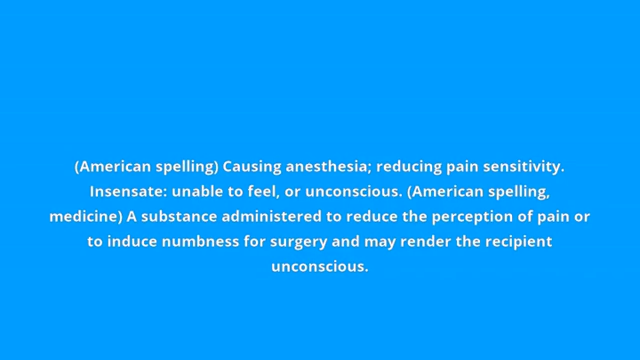 (American spelling) Causing anesthesia; reducing pain sensitivity.
Insensate: unable to feel, or unconscious. (American spelling,
medicine) A substance administered to reduce the perception of pain or
to induce numbness for surgery and may render the recipient
unconscious.